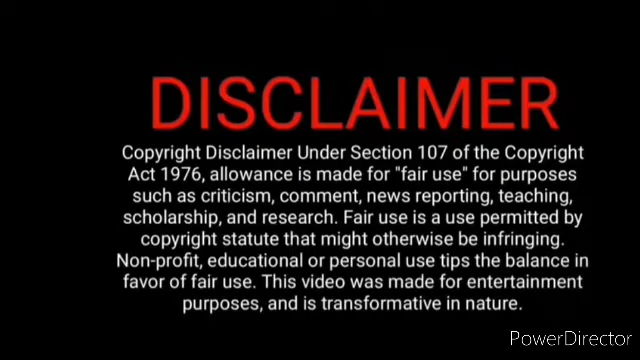 DISCLAIMER
Copyright Disclaimer Under Section 107 of the Copyright
Act 1976, allowance is made for "fair use" for purposes
such as criticism, comment, news reporting, teaching,
scholarship, and research. Fair use is a use permitted by
copyright statute that might otherwise be infringing.
Non-profit, educational or personal use tips the balance in
favor of fair use. This video was made for entertainment
purposes, and is transformative in nature.
PowerDirector